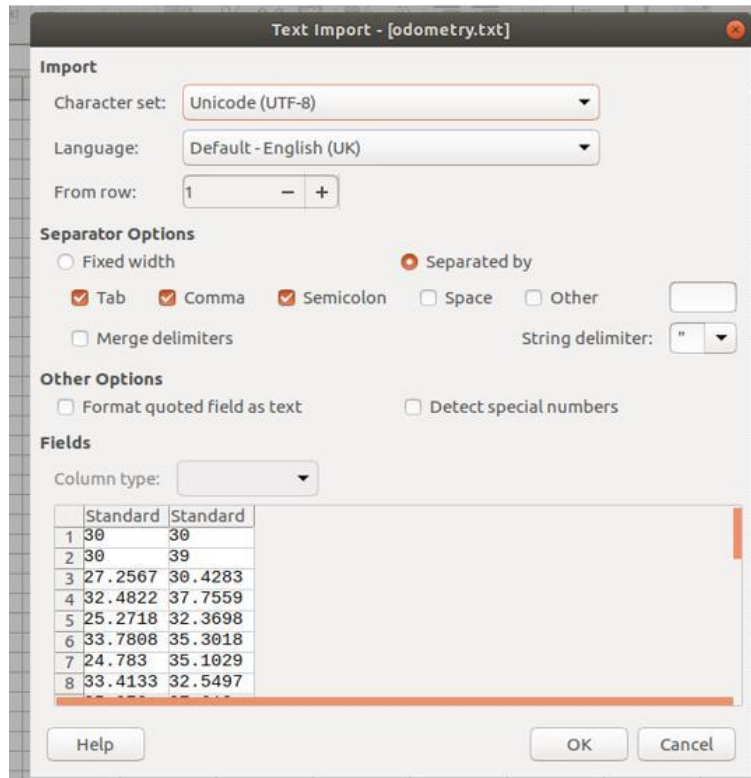 Text Import - [odometry.txt]
Import
Character set: Unicode (UTF-8)
Language: Default - English (UK)
From row: 1 − +
Separator Options
Fixed width Separated by
Tab Comma Semicolon Space Other
Merge delimiters String delimiter: "
Other Options
Format quoted field as text Detect special numbers
Fields
Column type:
Standard Standard
1 30 30
2 30 39
3 27.2567 30.4283
4 32.4822 37.7559
5 25.2718 32.3698
6 33.7808 35.3018
7 24.783 35.1029
8 33.4133 32.5497
Help OK Cancel